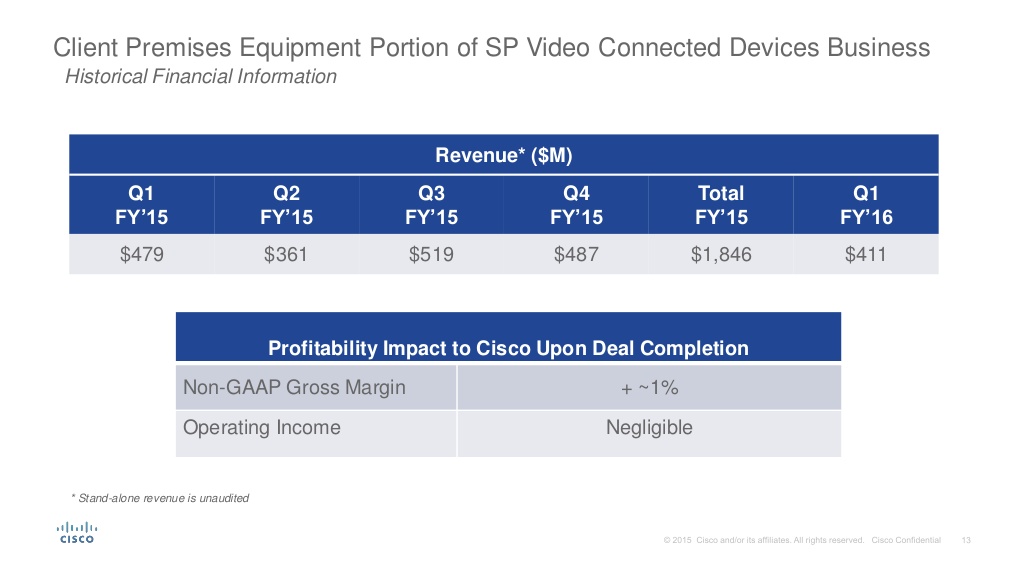 Client Premises Equipment Portion of SP Video Connected Devices Business
Historical Financial Information
Revenue* ($M)
Q1 FY’15 Q2 FY’15 Q3 FY’15 Q4 FY’15 Total FY’15 Q1 FY’16
$479 $361 $519 $487 $1,846 $411
Profitability Impact to Cisco Upon Deal Completion
Non-GAAP Gross Margin + ~1%
Operating Income Negligible
* Stand-alone revenue is unaudited
CISCO
© 2015 Cisco and/or its affiliates. All rights reserved. Cisco Confidential 13